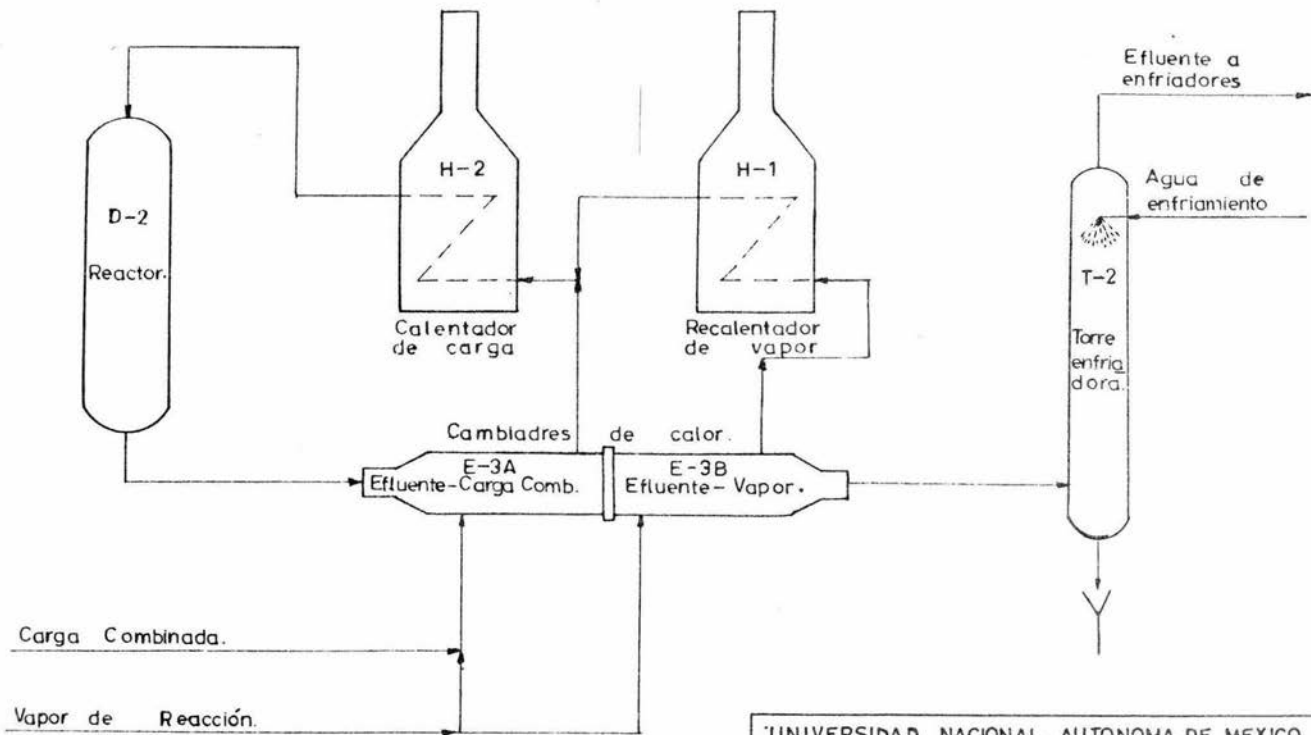 Efluente a
enfriadores
H-2
H-1
Agua de
enfriamiento
D-2
Reactor.
T-2
Torre
enfria
dora.
Calentador
de carga
Recalentador
de vapor
Cambiadres de calor.
E-3A
Efluente-Carga Comb.
E-3B
Efluente-Vapor.
Carga Combinada.
Vapor de Reacción.
UNIVERSIDAD NACIONAL AUTONOMA DE MEXICO